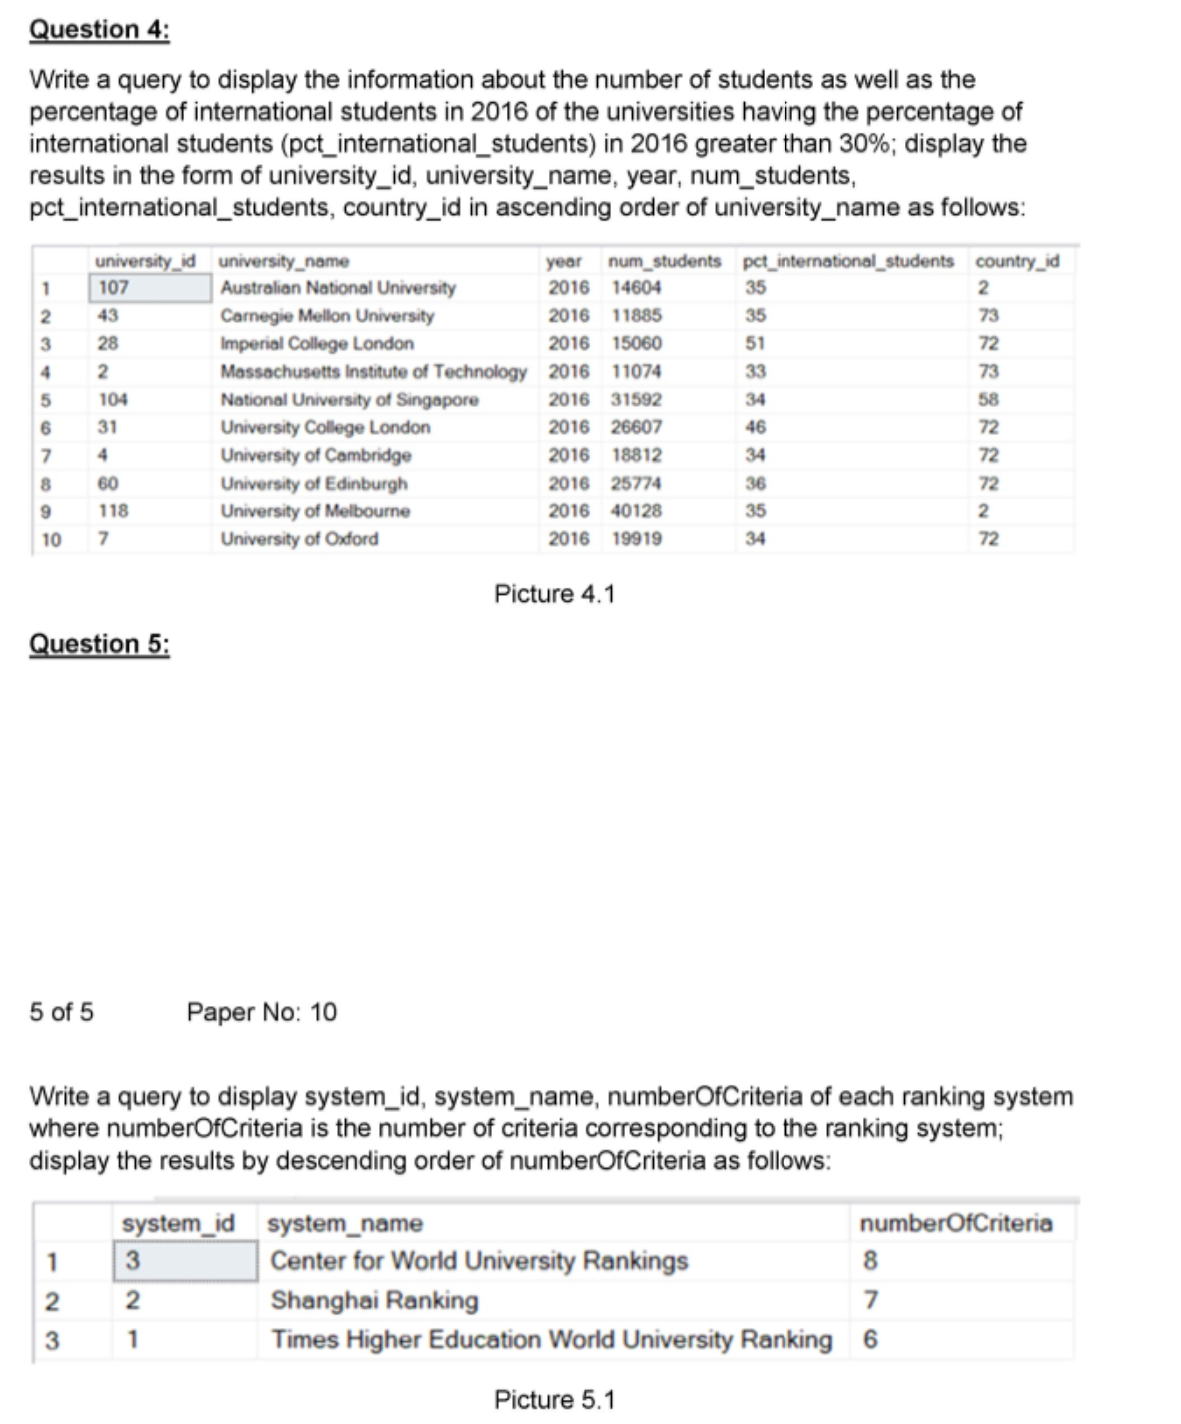 Question 4:
Write a query to display the information about the number of students as well as the
percentage of international students in 2016 of the universities having the percentage of
international students (pct_international_students) in 2016 greater than 30%; display the
results in the form of university_id, university_name, year, num_students,
pct_international_students, country_id in ascending order of university_name as follows:
university_id university_name year num_students pct_international_students country_id
1 107 Australian National University 2016 14604 35 2
2 43 Carnegie Mellon University 2016 11885 35 73
3 28 Imperial College London 2016 15060 51 72
4 2 Massachusetts Institute of Technology 2016 11074 33 73
5 104 National University of Singapore 2016 31592 34 58
6 31 University College London 2016 26607 46 72
7 4 University of Cambridge 2016 18812 34 72
8 60 University of Edinburgh 2016 25774 36 72
9 118 University of Melbourne 2016 40128 35 2
10 7 University of Oxford 2016 19919 34 72
Picture 4.1
Question 5:
5 of 5 Paper No: 10
Write a query to display system_id, system_name, numberOfCriteria of each ranking system
where numberOfCriteria is the number of criteria corresponding to the ranking system;
display the results by descending order of numberOfCriteria as follows:
system_id system_name numberOfCriteria
1 3 Center for World University Rankings 8
2 2 Shanghai Ranking 7
3 1 Times Higher Education World University Ranking 6
Picture 5.1